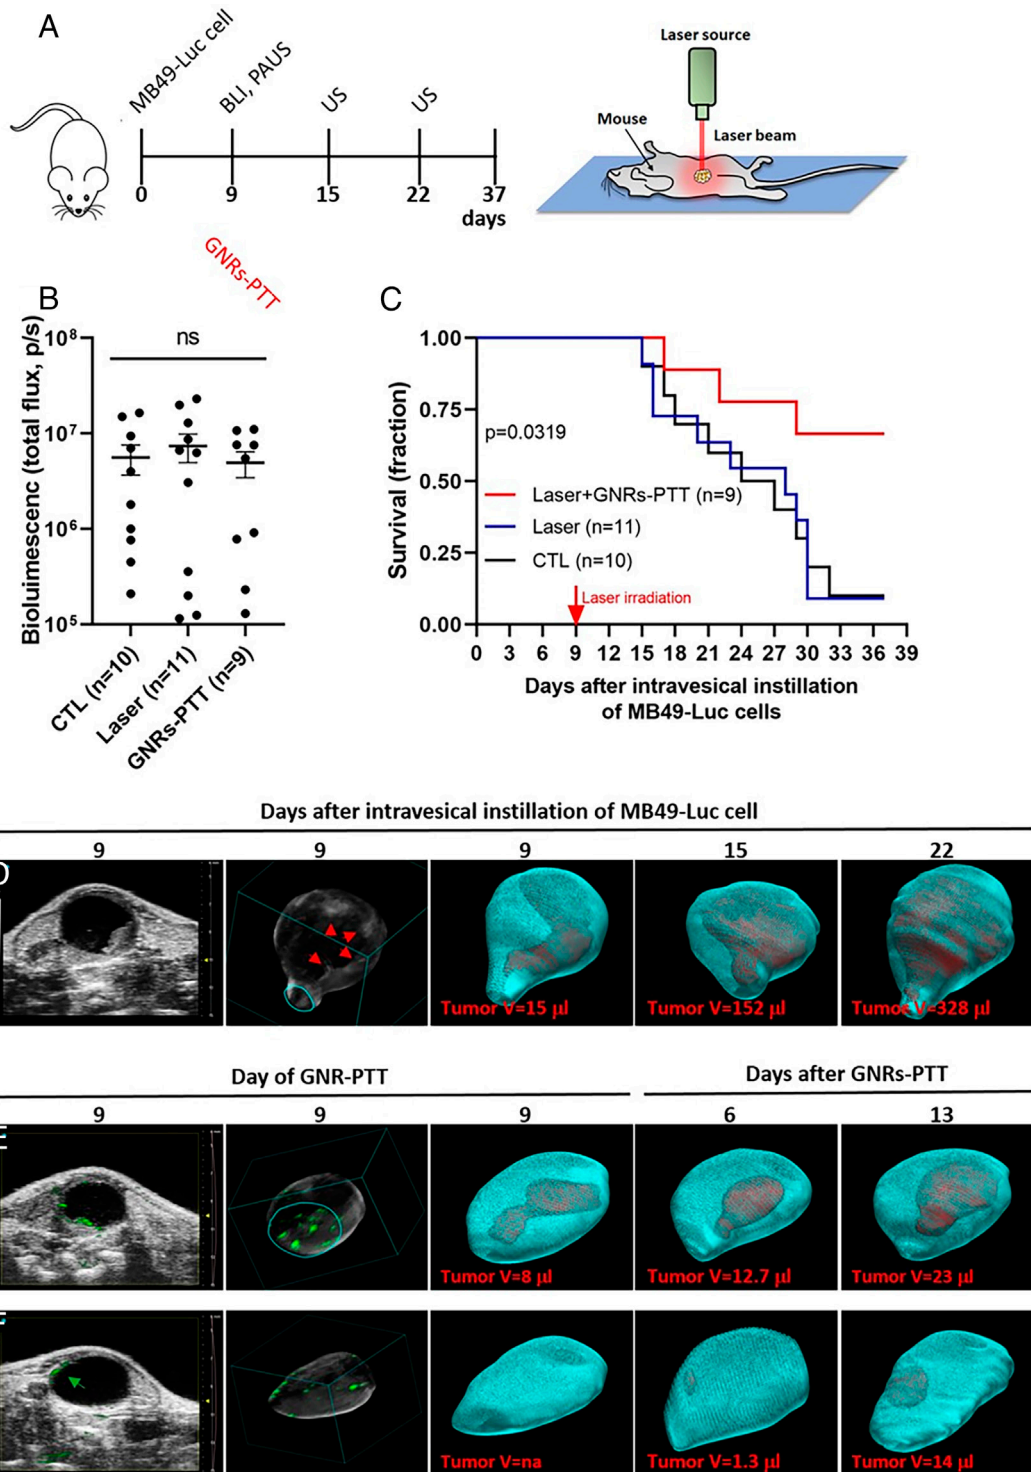 A
MB49-Luc cell
BLI, PAUS
US
US
0 9 15 22 37
days
GNRs-PTT
Laser source
Mouse
Laser beam
B
Bioluimescenc (total flux, p/s)
ns
10⁸
10⁷
10⁶
10⁵
CTL (n=10)
Laser (n=11)
GNRs-PTT (n=9)
C
Survival (fraction)
1.00
0.75
0.50
0.25
0.00
p=0.0319
Laser+GNRs-PTT (n=9)
Laser (n=11)
CTL (n=10)
Laser irradiation
0 3 6 9 12 15 18 21 24 27 30 33 36 39
Days after intravesical instillation
of MB49-Luc cells
Days after intravesical instillation of MB49-Luc cell
9 9 9 15 22
D
Tumor V=15 µl
Tumor V=152 µl
Tumor V=328 µl
Day of GNR-PTT
Days after GNRs-PTT
9 9 9 6 13
E
Tumor V=8 µl
Tumor V=12.7 µl
Tumor V=23 µl
Tumor V=na
Tumor V=1.3 µl
Tumor V=14 µl